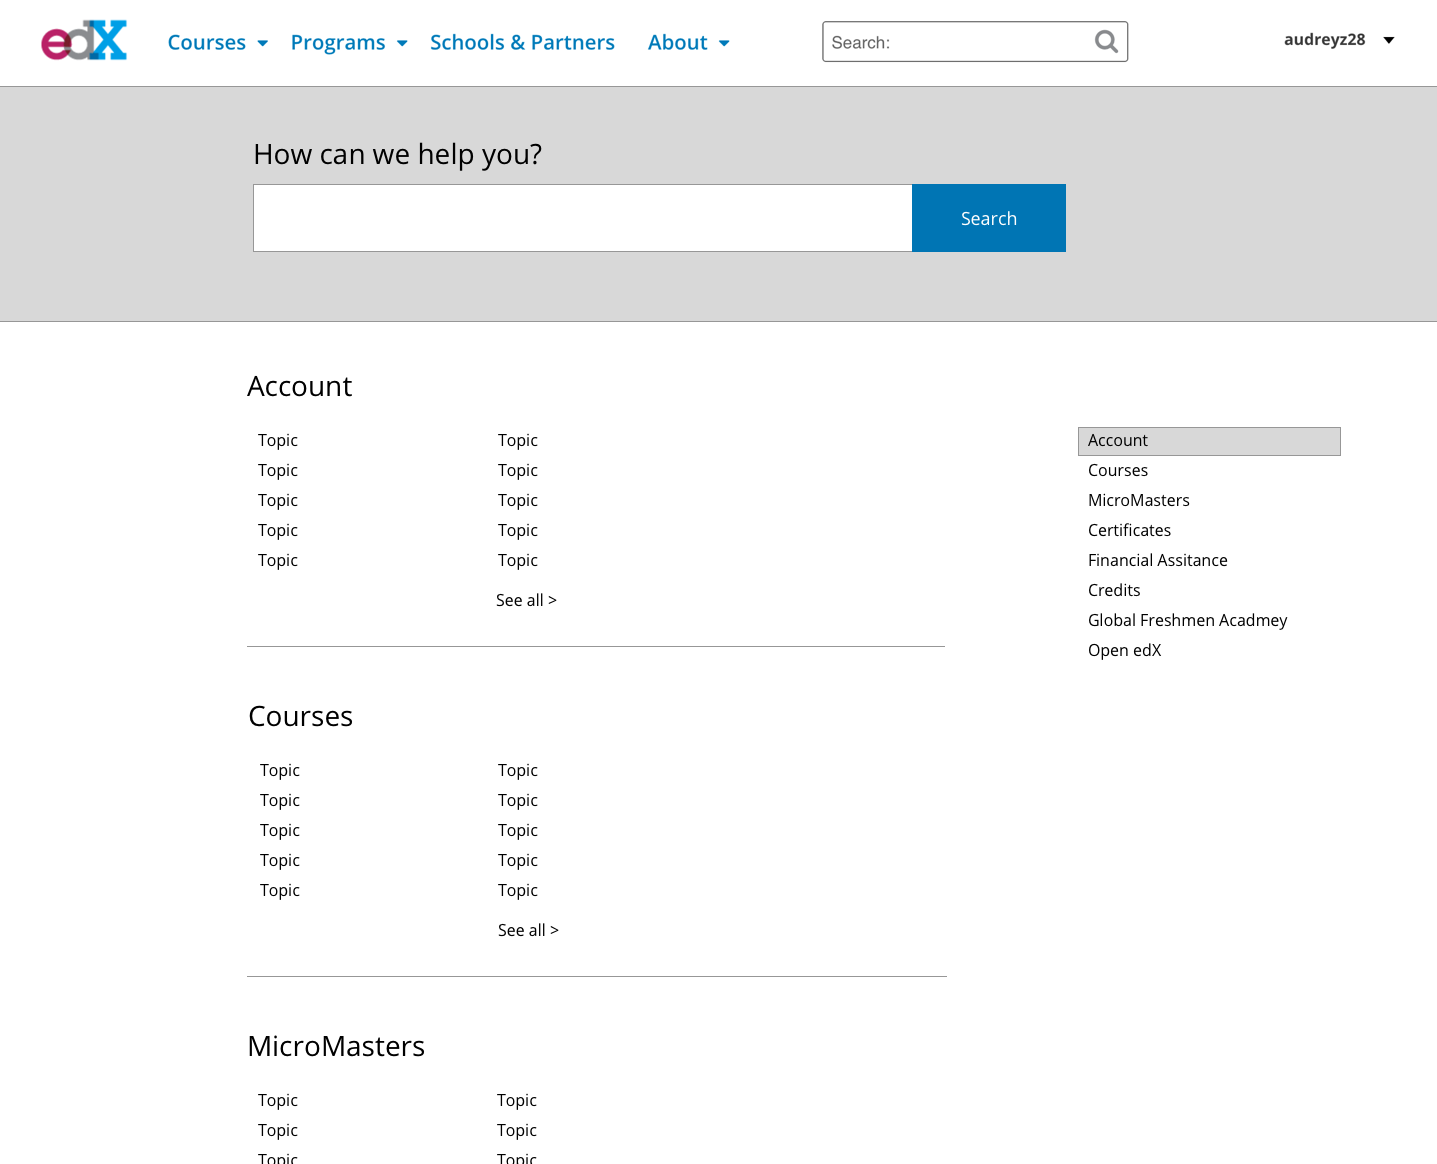 edX Courses Programs Schools & Partners About Search: audreyz28
How can we help you?
Search
Account
Topic Topic Account
Topic Topic Courses
Topic Topic MicroMasters
Topic Topic Certificates
Topic Topic Financial Assitance
Credits
See all >
Global Freshmen Acadmey
Open edX
Courses
Topic Topic
Topic Topic
Topic Topic
Topic Topic
Topic Topic
See all >
MicroMasters
Topic Topic
Topic Topic
Topic Topic